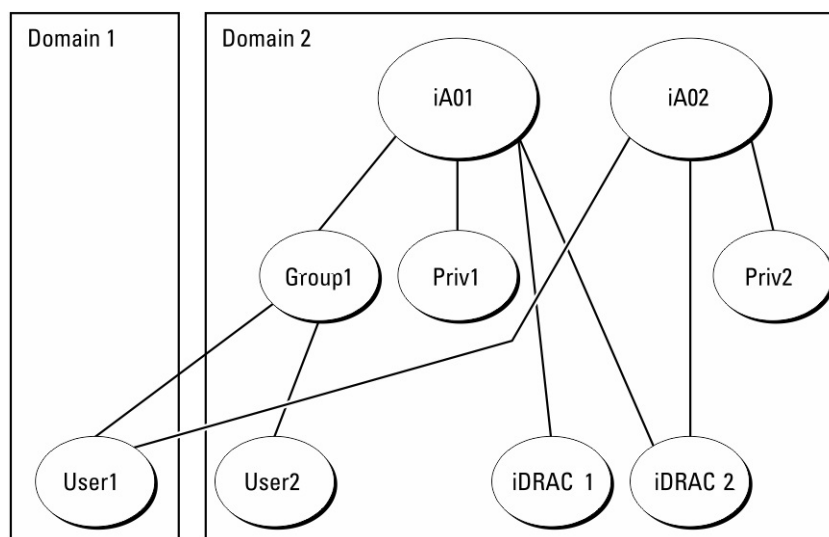 Domain 1
Domain 2
iA01
iA02
Group1
Priv1
Priv2
User1
User2
iDRAC 1
iDRAC 2